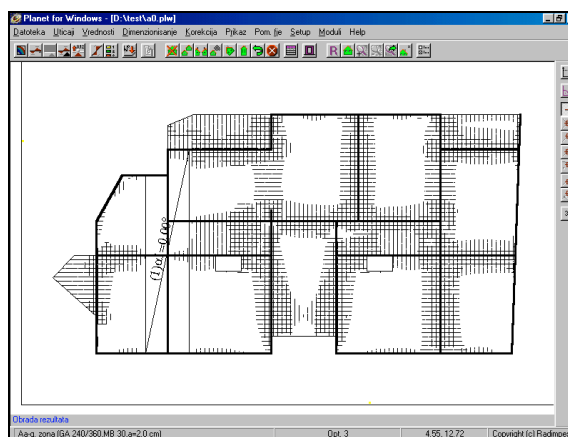 Planet for Windows - [D:\test\a0.plw]
Datoteka Uticaji Vrednosti Dimenzionisanje Korekcija Prikaz Pom. fje Setup Moduli Help
R
(1)α=0.00°
Obrada rezultata
Aa-g. zona (GA 240/360,MB 30,a=2,0 cm) Opt. 3 4.55, 12.72 Copyright (c) Radimpex